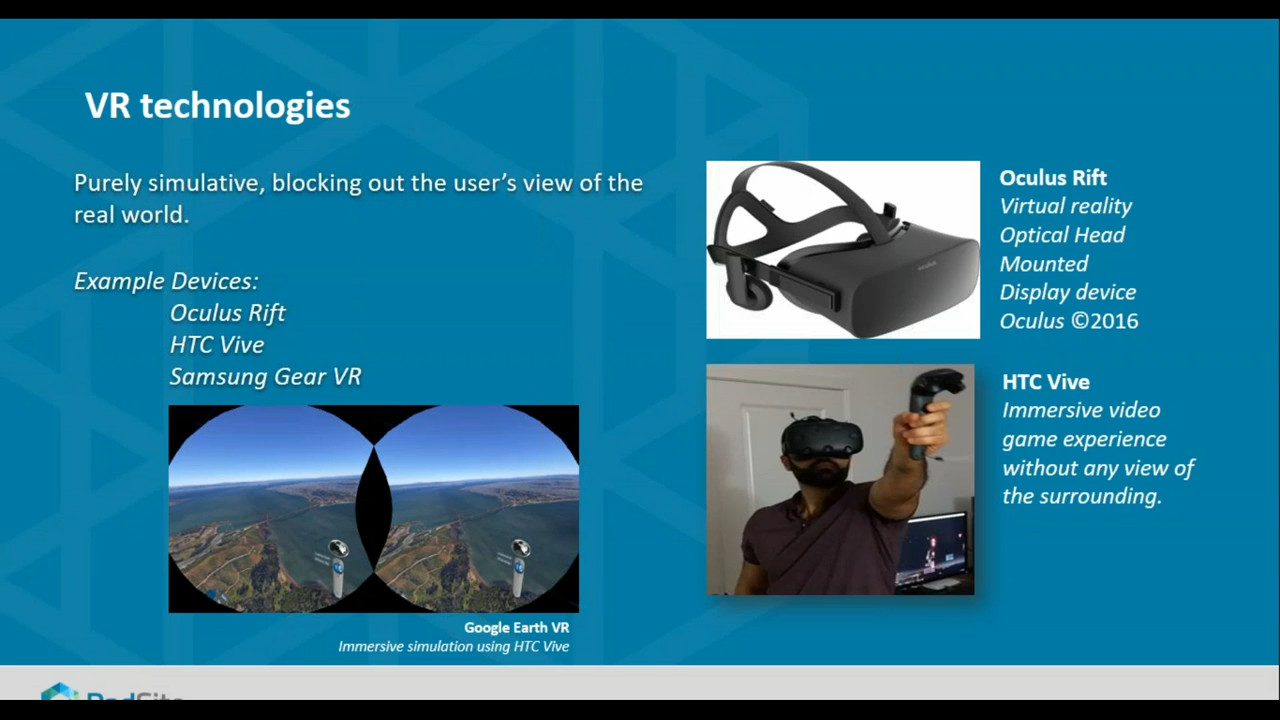 VR technologies
Purely simulative, blocking out the user's view of the
real world.
Example Devices:
Oculus Rift
HTC Vive
Samsung Gear VR
Google Earth VR
Immersive simulation using HTC Vive
Oculus Rift
Virtual reality
Optical Head
Mounted
Display device
Oculus ©2016
HTC Vive
Immersive video
game experience
without any view of
the surrounding.